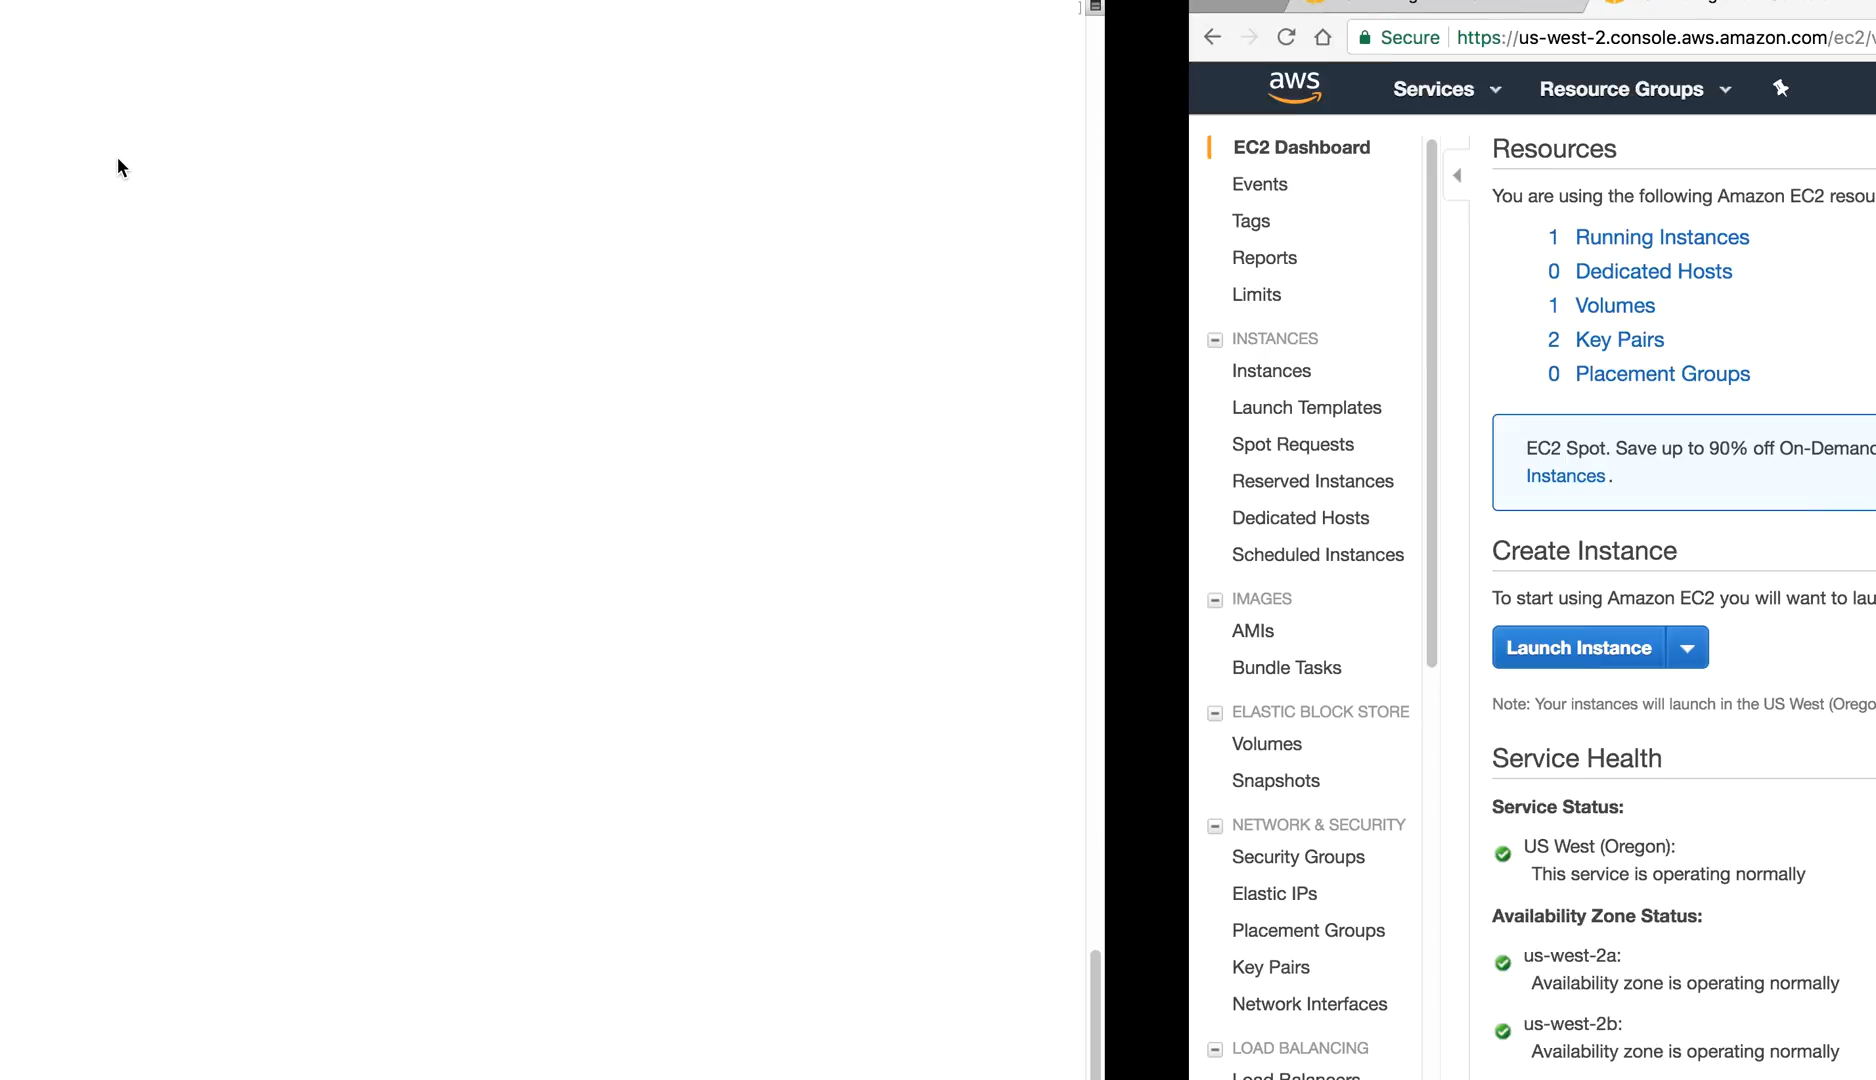 Secure https://us-west-2.console.aws.amazon.com/ec2/
aws Services Resource Groups
EC2 Dashboard
Events
Tags
Reports
Limits
INSTANCES
Instances
Launch Templates
Spot Requests
Reserved Instances
Dedicated Hosts
Scheduled Instances
IMAGES
AMIs
Bundle Tasks
ELASTIC BLOCK STORE
Volumes
Snapshots
NETWORK & SECURITY
Security Groups
Elastic IPs
Placement Groups
Key Pairs
Network Interfaces
LOAD BALANCING
Load Balancers
Resources
You are using the following Amazon EC2 resou
1 Running Instances
0 Dedicated Hosts
1 Volumes
2 Key Pairs
0 Placement Groups
EC2 Spot. Save up to 90% off On-Demand
Instances .
Create Instance
To start using Amazon EC2 you will want to lau
Launch Instance
Note: Your instances will launch in the US West (Orego
Service Health
Service Status:
US West (Oregon):
This service is operating normally
Availability Zone Status:
us-west-2a:
Availability zone is operating normally
us-west-2b:
Availability zone is operating normally